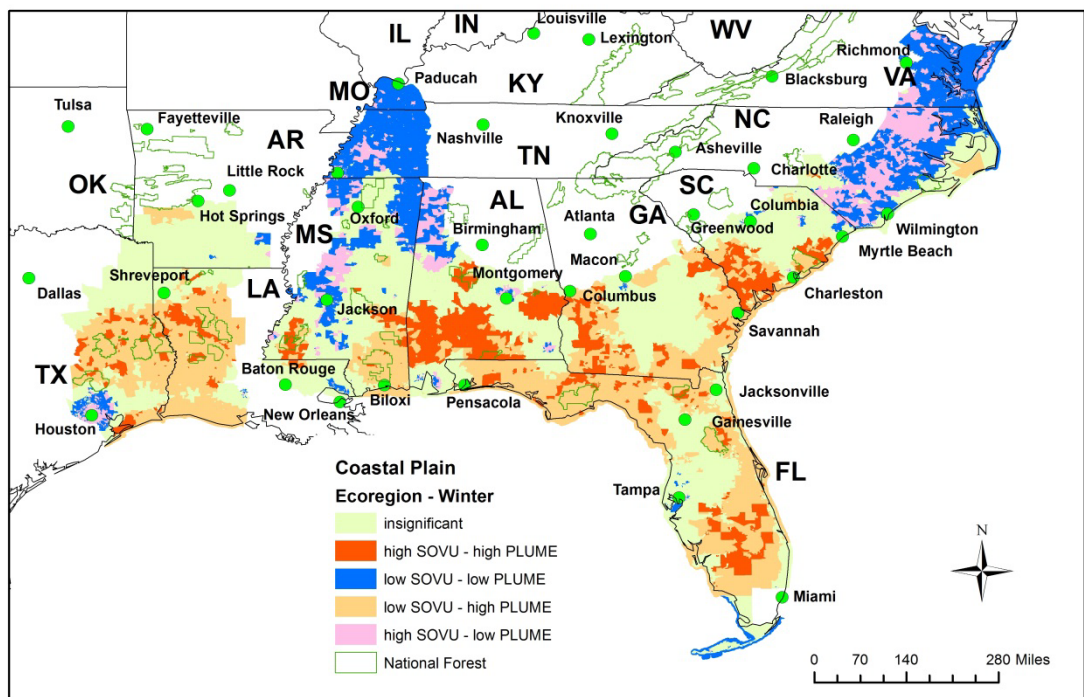 IL
IN
Louisville
Lexington
WV
Richmond
Paducah
KY
Blacksburg
VA
MO
Tulsa
Fayetteville
Nashville
Knoxville
NC
Raleigh
AR
TN
Asheville
Little Rock
Charlotte
OK
SC
Hot Springs
Oxford
AL
Atlanta
GA
Columbia
Greenwood
Wilmington
MS
Birmingham
Myrtle Beach
Macon
Shreveport
Montgomery
Dallas
LA
Jackson
Columbus
Charleston
Savannah
TX
Baton Rouge
Biloxi
Pensacola
Jacksonville
New Orleans
Houston
Gainesville
Coastal Plain
Ecoregion - Winter
insignificant
high SOVU - high PLUME
low SOVU - low PLUME
low SOVU - high PLUME
high SOVU - low PLUME
National Forest
Tampa
FL
N
Miami
0 70 140 280 Miles